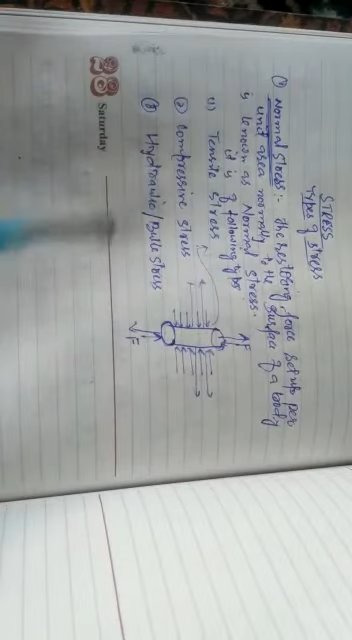 STRESS
Types of stress
① Normal Stress:- The restoring force set up per
unit area normally to the surface of a body
is known as Normal Stress.
it is of following type
(1) Tensile Stress
② compressive stress
③ Hydraulic/Bulk Stress
F
F
Saturday